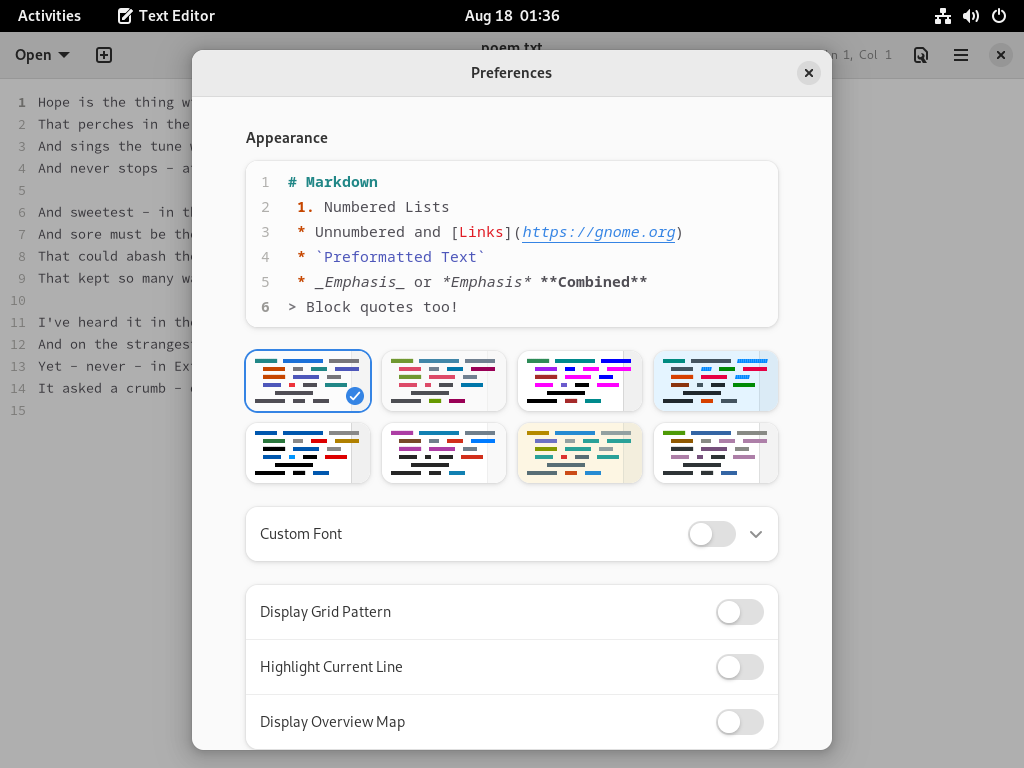 Activities Text Editor Aug 18 01:36
Open poem.txt Ln 1, Col 1
Preferences
1 Hope is the thing
2 That perches in the
3 And sings the tune
4 And never stops –
5
6 And sweetest – in
7 And sore must be the
8 That could abash the
9 That kept so many
10
11 I've heard it in the
12 And on the strangest
13 Yet – never – in
14 It asked a crumb –
15
Appearance
1 # Markdown
2 1. Numbered Lists
3 * Unnumbered and [Links](https://gnome.org)
4 * `Preformatted Text`
5 * _Emphasis_ or *Emphasis* **Combined**
6 > Block quotes too!
Custom Font
Display Grid Pattern
Highlight Current Line
Display Overview Map